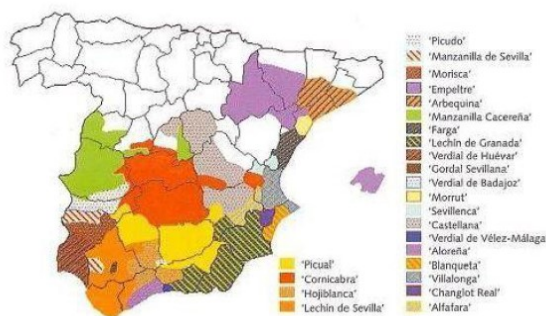 'Picudo'
'Manzanilla de Sevilla'
'Morisca'
'Empeltre'
'Arbequina'
'Manzanilla Cacereña'
'Farga'
'Lechín de Granada'
'Verdial de Huévar'
'Gordal Sevillana'
'Verdial de Badajoz'
'Morrut'
'Sevillenca'
'Castellana'
'Verdial de Vélez-Málaga'
'Aloreña'
'Blanqueta'
'Villalonga'
'Changlot Real'
'Alfafara'
'Picual'
'Cornicabra'
'Hojiblanca'
'Lechín de Sevilla'